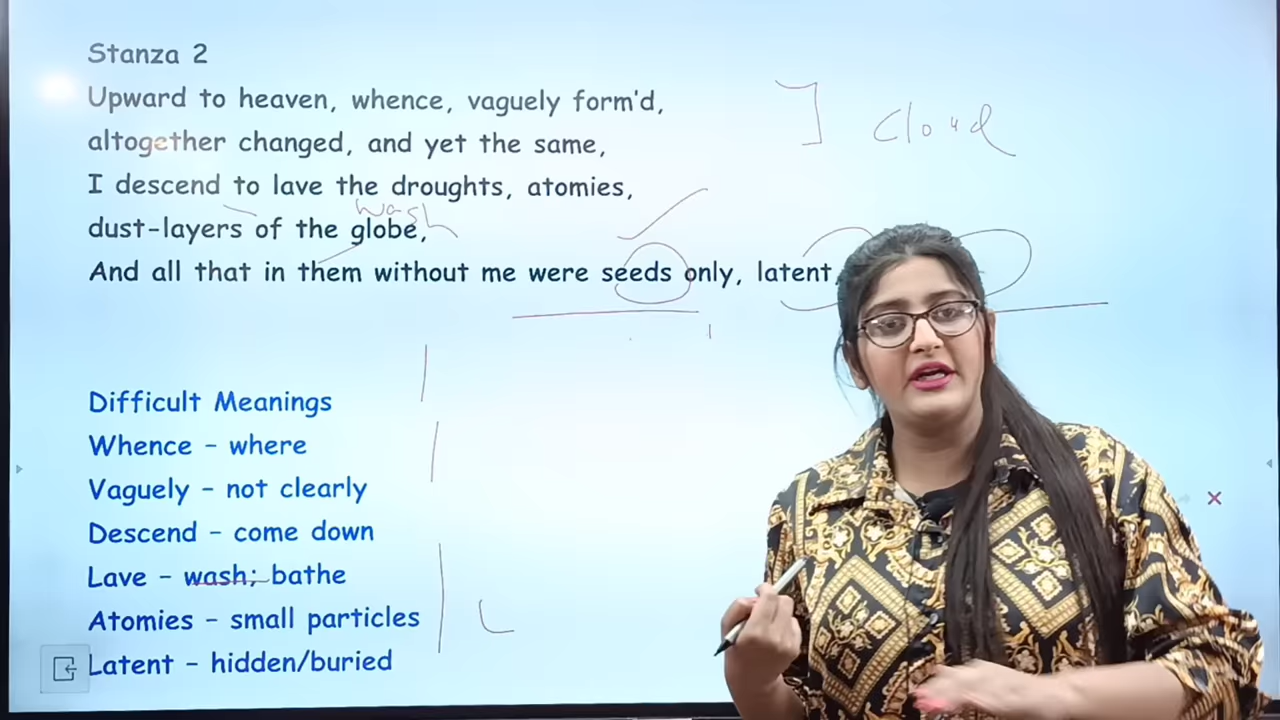 Stanza 2
Upward to heaven, whence, vaguely form'd,
cloud
altogether changed, and yet the same,
I descend to lave the droughts, atomies,
wash
dust-layers of the globe,
And all that in them without me were seeds only, latent,
Difficult Meanings
Whence - where
Vaguely - not clearly
Descend - come down
Lave - wash; bathe
Atomies - small particles
Latent - hidden/buried